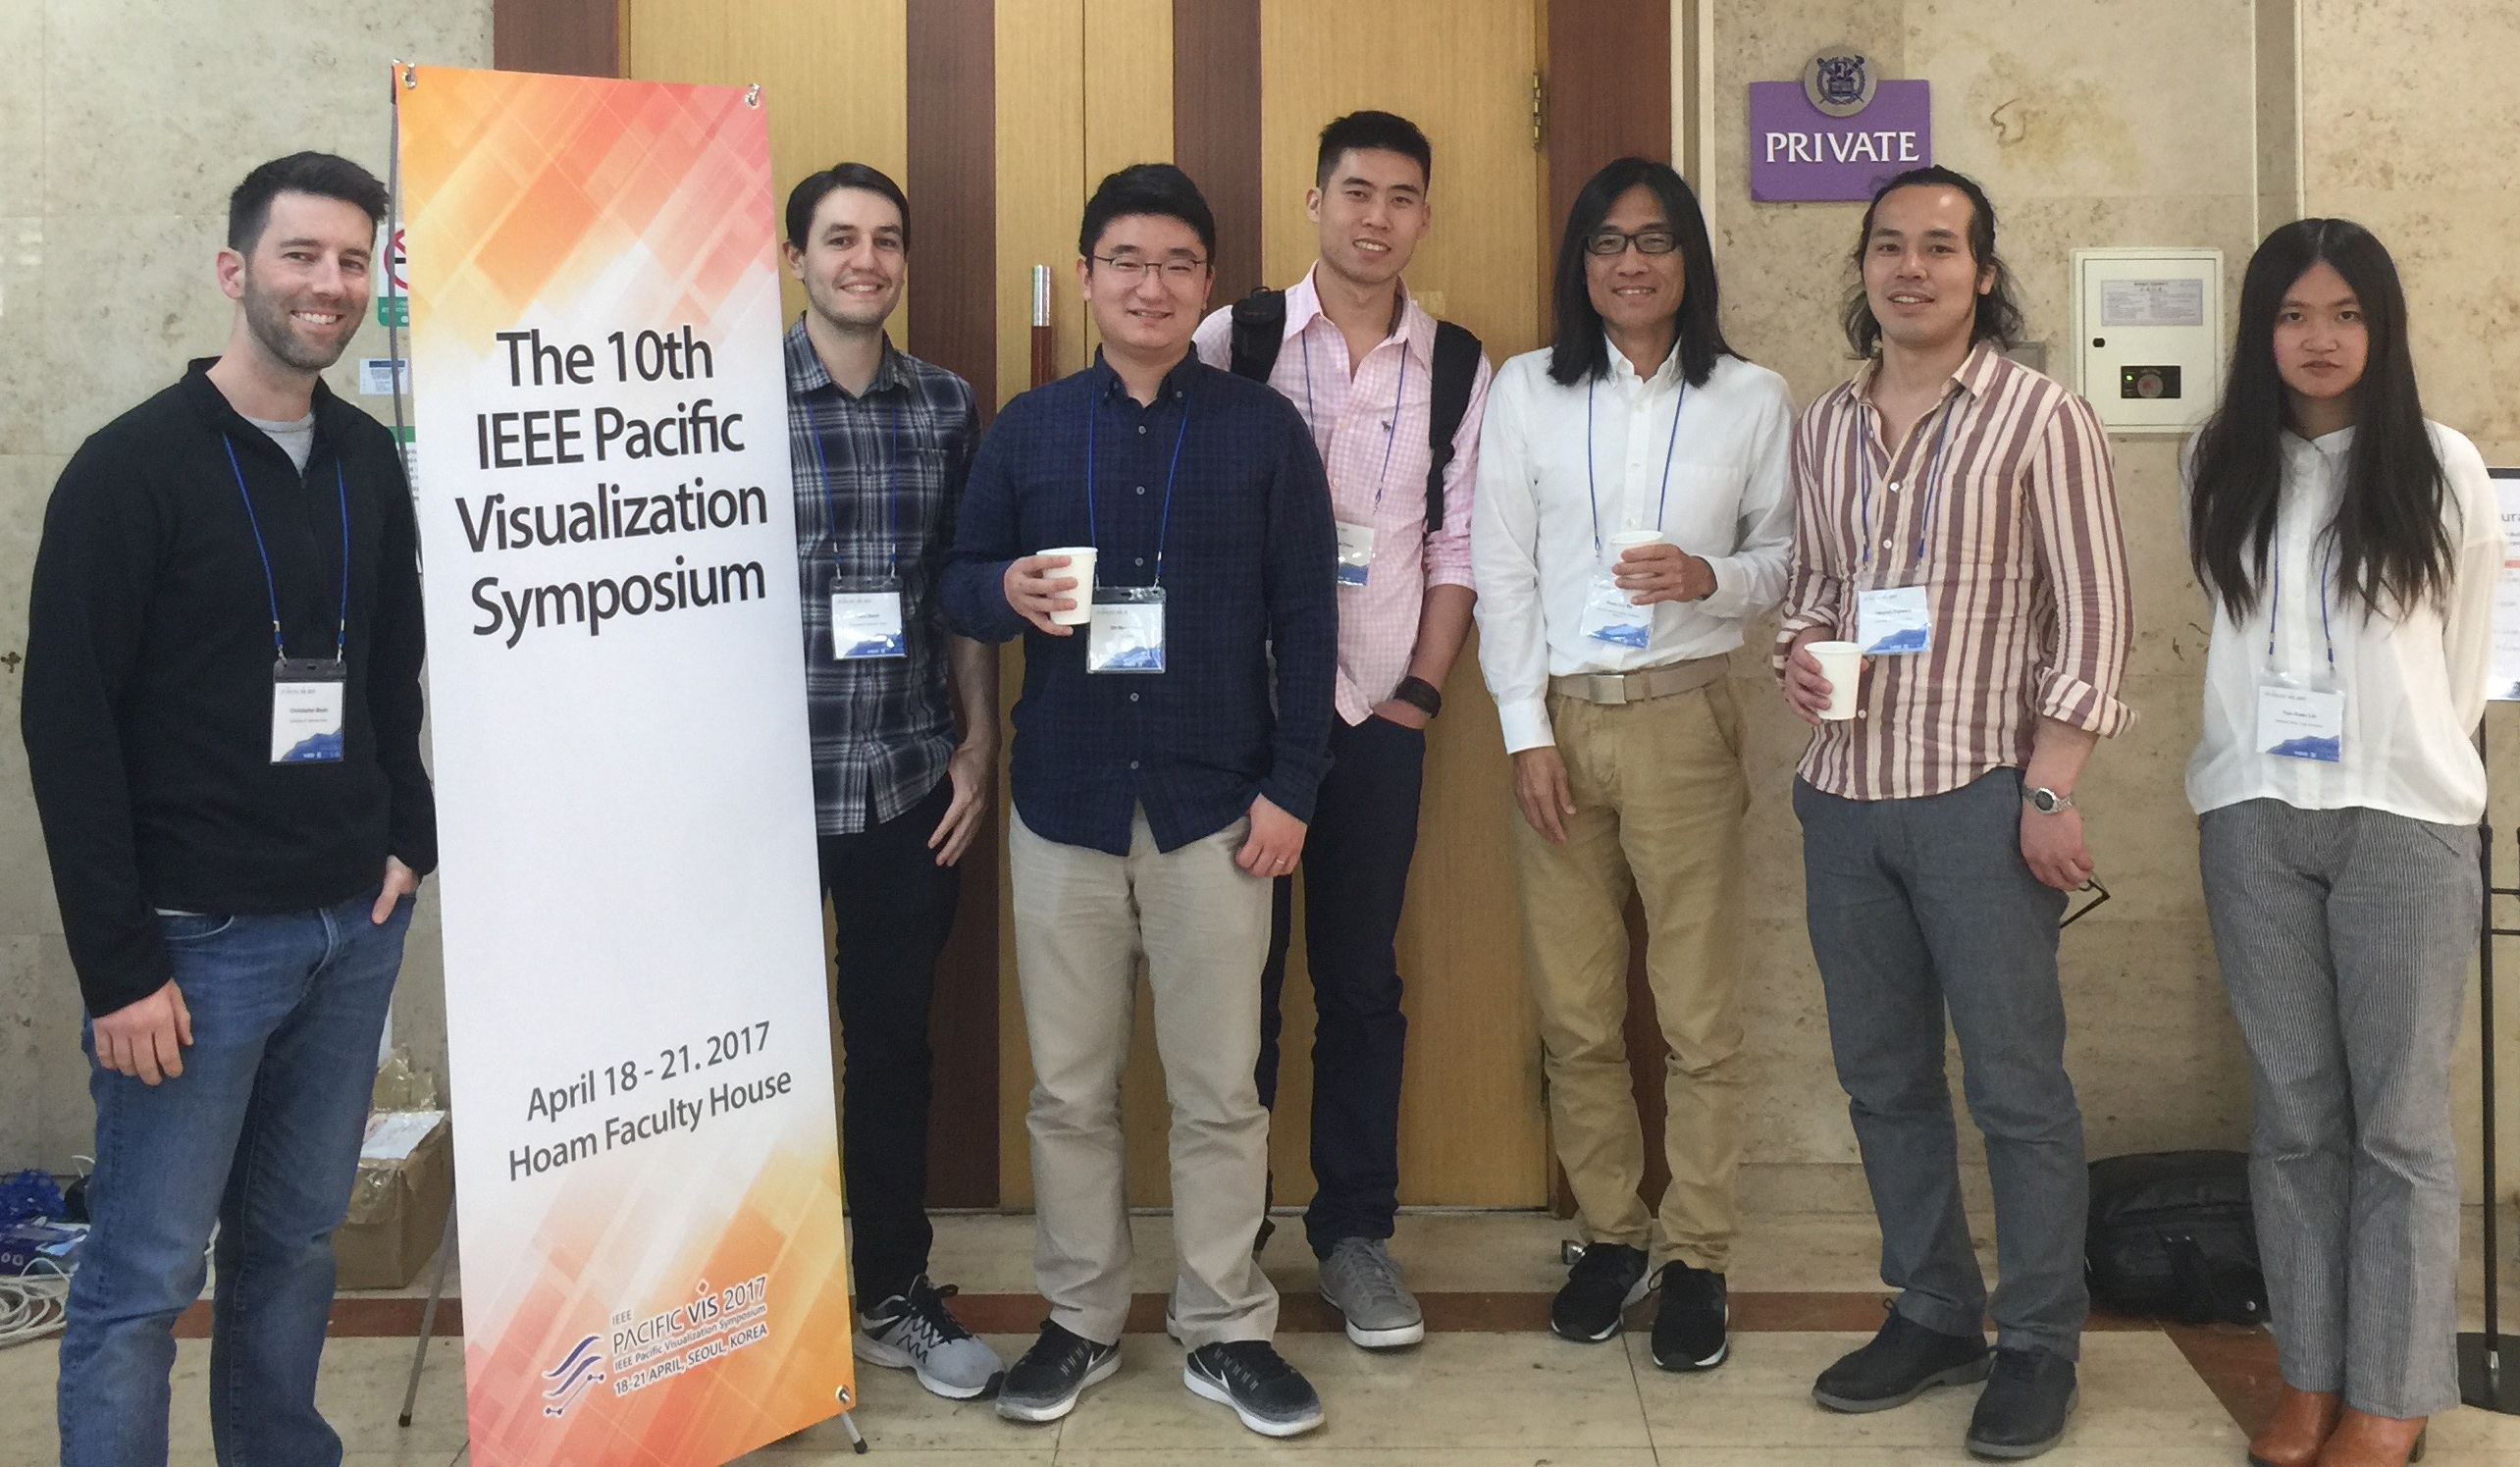 The 10th
IEEE Pacific
Visualization
Symposium
April 18 - 21. 2017
Hoam Faculty House
IEEE
PACIFIC VIS 2017
IEEE Pacific Visualization Symposium
18-21 APRIL, SEOUL, KOREA
PRIVATE